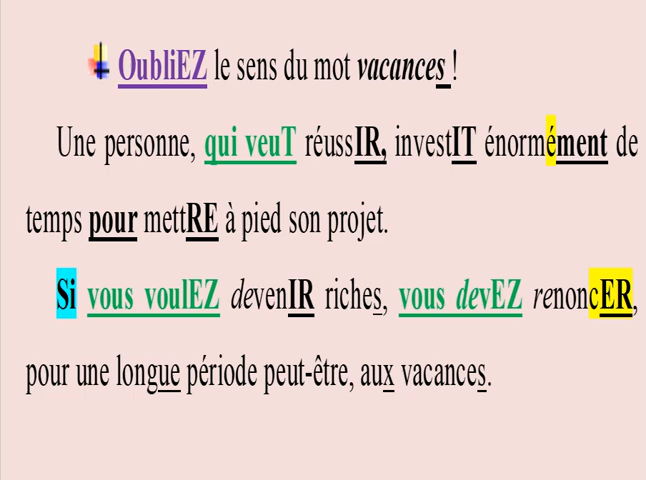 OubliEZ le sens du mot vacances !
Une personne, qui veuT réussIR, investIT énormément de
temps pour mettRE à pied son projet.
Si vous voulEZ devenIR riches, vous devEZ renoncER,
pour une longue période peut-être, aux vacances.